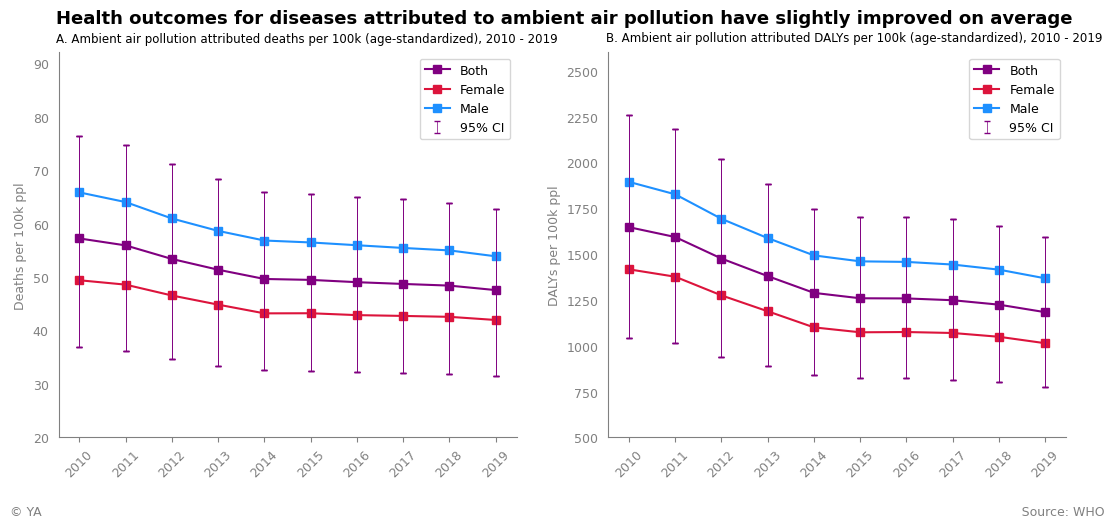 Health outcomes for diseases attributed to ambient air pollution have slightly improved on average
A. Ambient air pollution attributed deaths per 100k (age-standardized), 2010 - 2019
Deaths per 100k ppl
90
80
70
60
50
40
30
20
2010
2011
2012
2013
2014
2015
2016
2017
2018
2019
Both
Female
Male
95% CI
B. Ambient air pollution attributed DALYs per 100k (age-standardized), 2010 - 2019
DALYs per 100k ppl
2500
2250
2000
1750
1500
1250
1000
750
500
2010
2011
2012
2013
2014
2015
2016
2017
2018
2019
Both
Female
Male
95% CI
© YA
Source: WHO